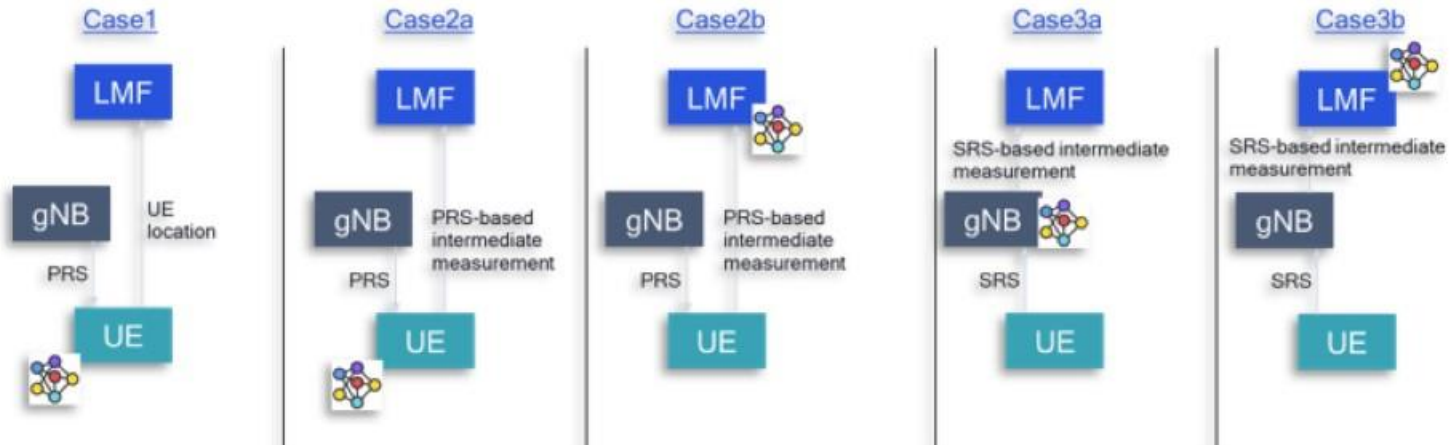 Case1
LMF
gNB
UE
location
PRS
UE
Case2a
LMF
gNB
PRS-based
intermediate
measurement
PRS
UE
Case2b
LMF
gNB
PRS-based
intermediate
measurement
PRS
UE
Case3a
LMF
SRS-based intermediate
measurement
gNB
SRS
UE
Case3b
LMF
SRS-based intermediate
measurement
gNB
SRS
UE